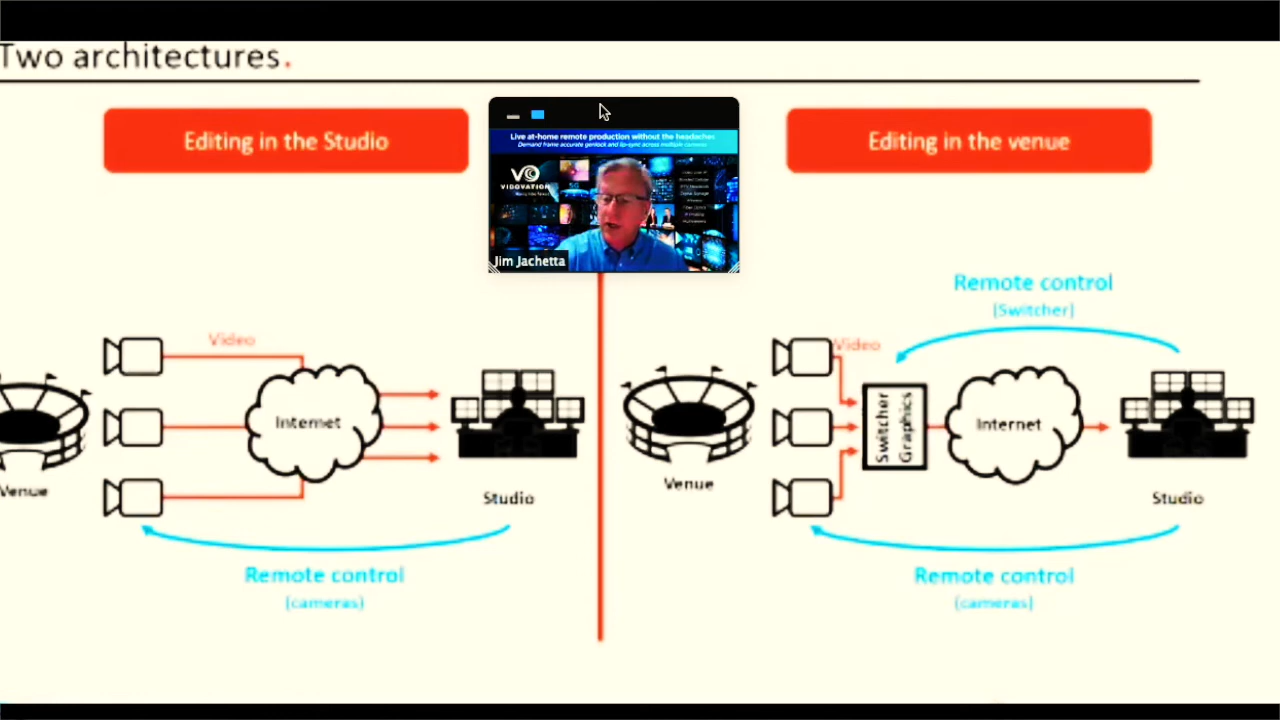 Two architectures.
Editing in the Studio
Live at-home remote production without the headaches
Demand frame accurate genlock and lip-sync across multiple cameras
VIDOVATION
Jim Jachetta
Editing in the venue
Video
Internet
Venue
Studio
Remote control
(cameras)
Remote control
(Switcher)
Video
Switcher
Graphics
Internet
Venue
Studio
Remote control
(cameras)